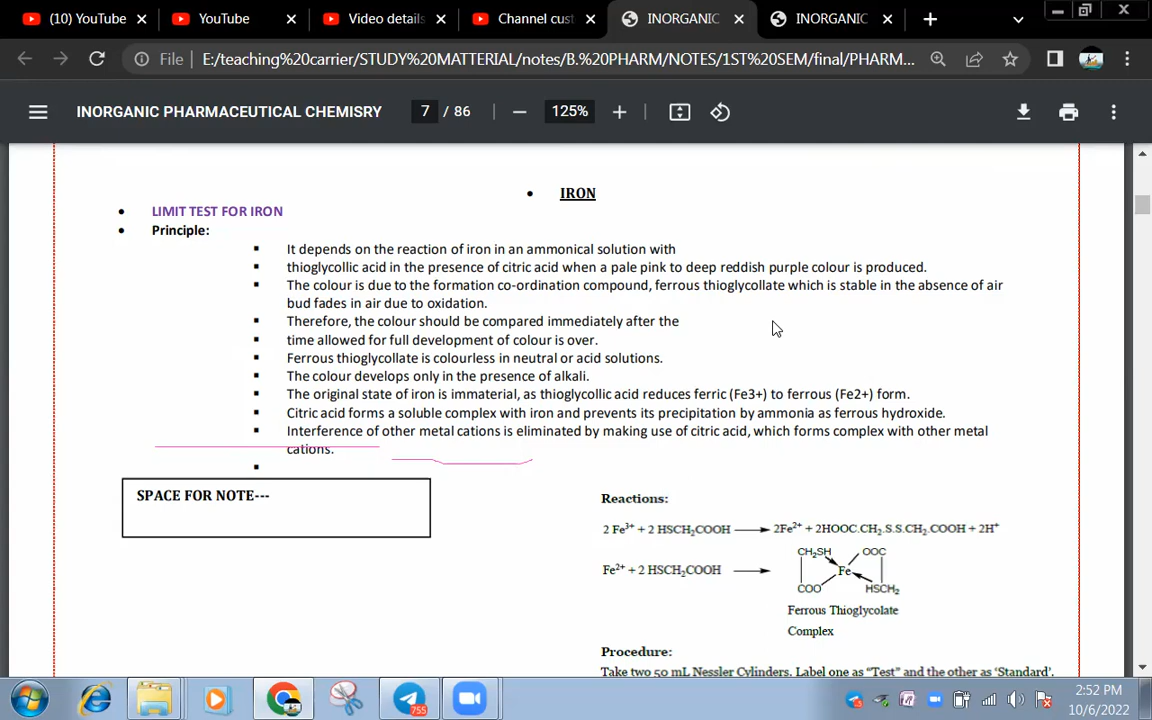 (10) YouTube
YouTube
Video details
Channel cust
INORGANIC
INORGANIC
File E:/teaching%20carrier/STUDY%20MATTERIAL/notes/B.%20PHARM/NOTES/1ST%20SEM/final/PHARM...
INORGANIC PHARMACEUTICAL CHEMISRY
7 / 86
125%
• IRON
• LIMIT TEST FOR IRON
• Principle:
▪ It depends on the reaction of iron in an ammonical solution with
▪ thioglycollic acid in the presence of citric acid when a pale pink to deep reddish purple colour is produced.
▪ The colour is due to the formation co-ordination compound, ferrous thioglycollate which is stable in the absence of air
bud fades in air due to oxidation.
▪ Therefore, the colour should be compared immediately after the
▪ time allowed for full development of colour is over.
▪ Ferrous thioglycollate is colourless in neutral or acid solutions.
▪ The colour develops only in the presence of alkali.
▪ The original state of iron is immaterial, as thioglycollic acid reduces ferric (Fe3+) to ferrous (Fe2+) form.
▪ Citric acid forms a soluble complex with iron and prevents its precipitation by ammonia as ferrous hydroxide.
▪ Interference of other metal cations is eliminated by making use of citric acid, which forms complex with other metal
cations.
▪
SPACE FOR NOTE---
Reactions:
2 Fe³⁺ + 2 HSCH₂COOH ⟶ 2Fe²⁺ + 2HOOC.CH₂.S.S.CH₂.COOH + 2H⁺
CH₂SH OOC
Fe²⁺ + 2 HSCH₂COOH ⟶ Fe
COO HSCH₂
Ferrous Thioglycolate
Complex
Procedure:
Take two 50 mL Nessler Cylinders. Label one as “Test” and the other as ‘Standard’.
755
2:52 PM
10/6/2022